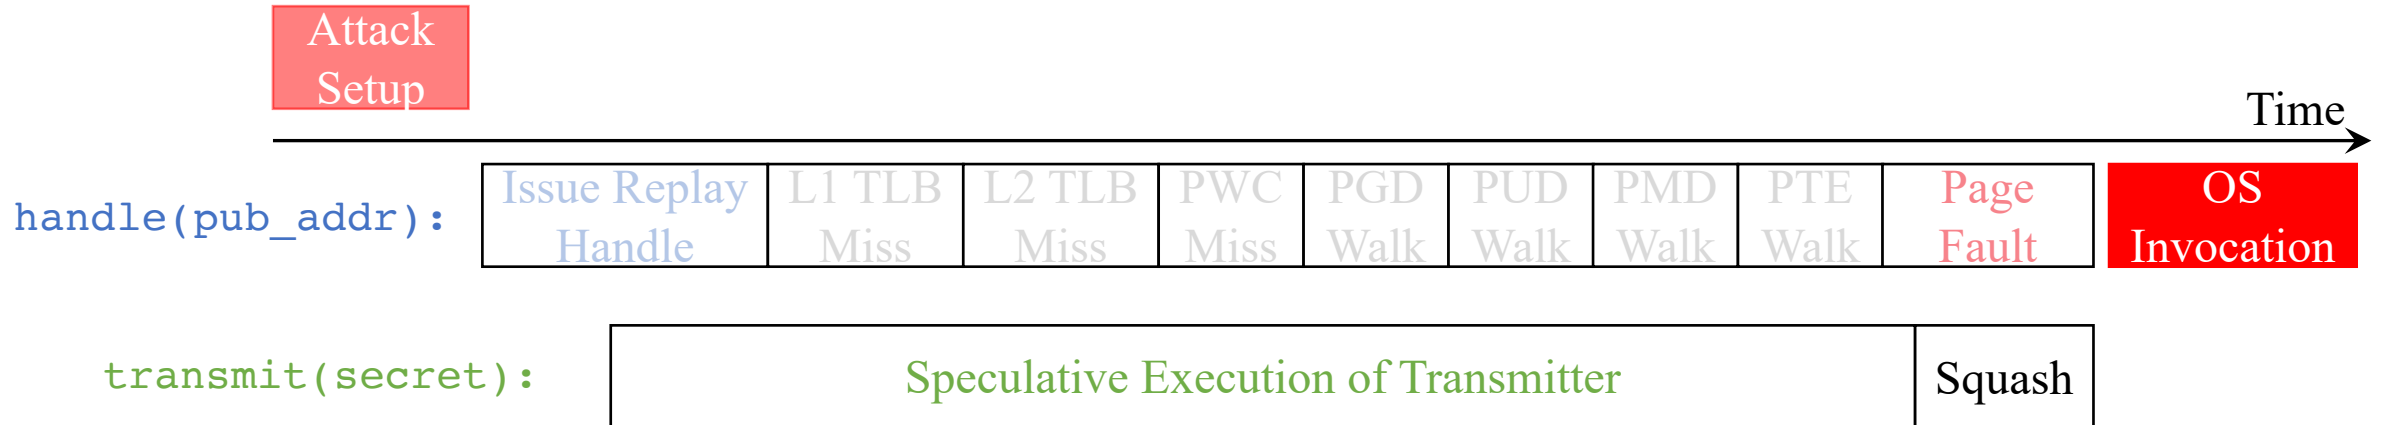 Attack
Setup
Time
handle(pub_addr):
Issue Replay
Handle
L1 TLB
Miss
L2 TLB
Miss
PWC
Miss
PGD
Walk
PUD
Walk
PMD
Walk
PTE
Walk
Page
Fault
OS
Invocation
transmit(secret):
Speculative Execution of Transmitter
Squash